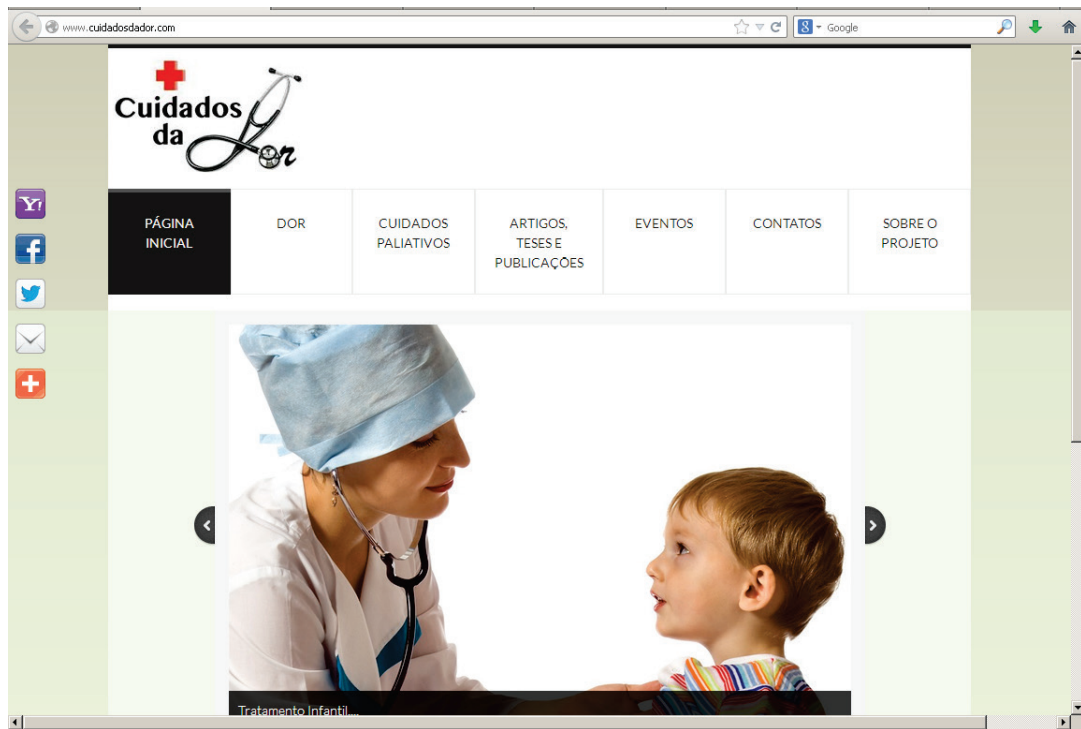 www.cuidadosdador.com
Google
Cuidados
da Dor
PÁGINA
INICIAL
DOR
CUIDADOS
PALIATIVOS
ARTIGOS,
TESES E
PUBLICAÇÕES
EVENTOS
CONTATOS
SOBRE O
PROJETO
Tratamento Infantil....